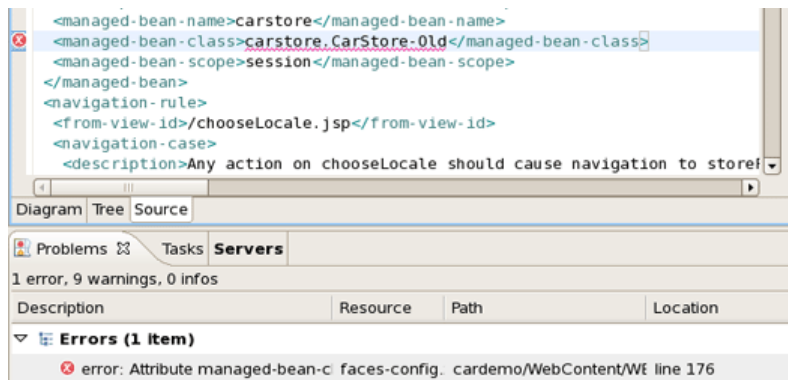 <managed-bean-name>carstore</managed-bean-name>
<managed-bean-class>carstore.CarStore-Old</managed-bean-class>
<managed-bean-scope>session</managed-bean-scope>
</managed-bean>
<navigation-rule>
<from-view-id>/chooseLocale.jsp</from-view-id>
<navigation-case>
<description>Any action on chooseLocale should cause navigation to storeF
Diagram Tree Source
Problems Tasks Servers
1 error, 9 warnings, 0 infos
Description Resource Path Location
Errors (1 item)
error: Attribute managed-bean-c faces-config. cardemo/WebContent/WE line 176